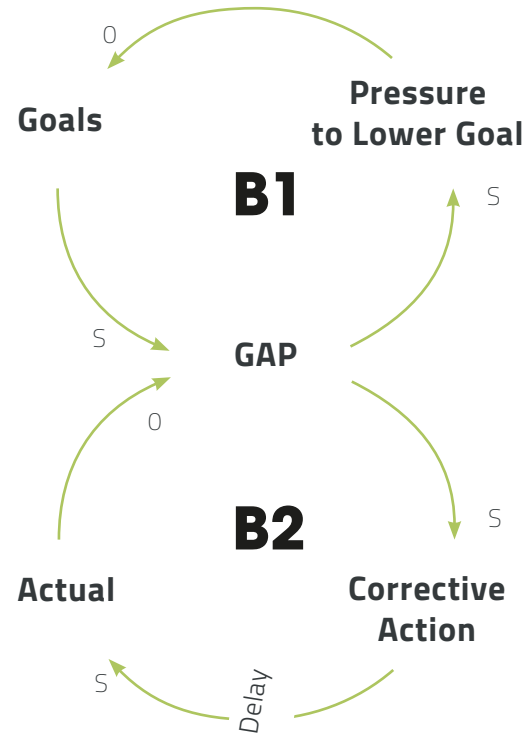 O
Pressure
to Lower Goal
Goals
B1
S
S
GAP
O
S
B2
Actual
Corrective
Action
S
Delay